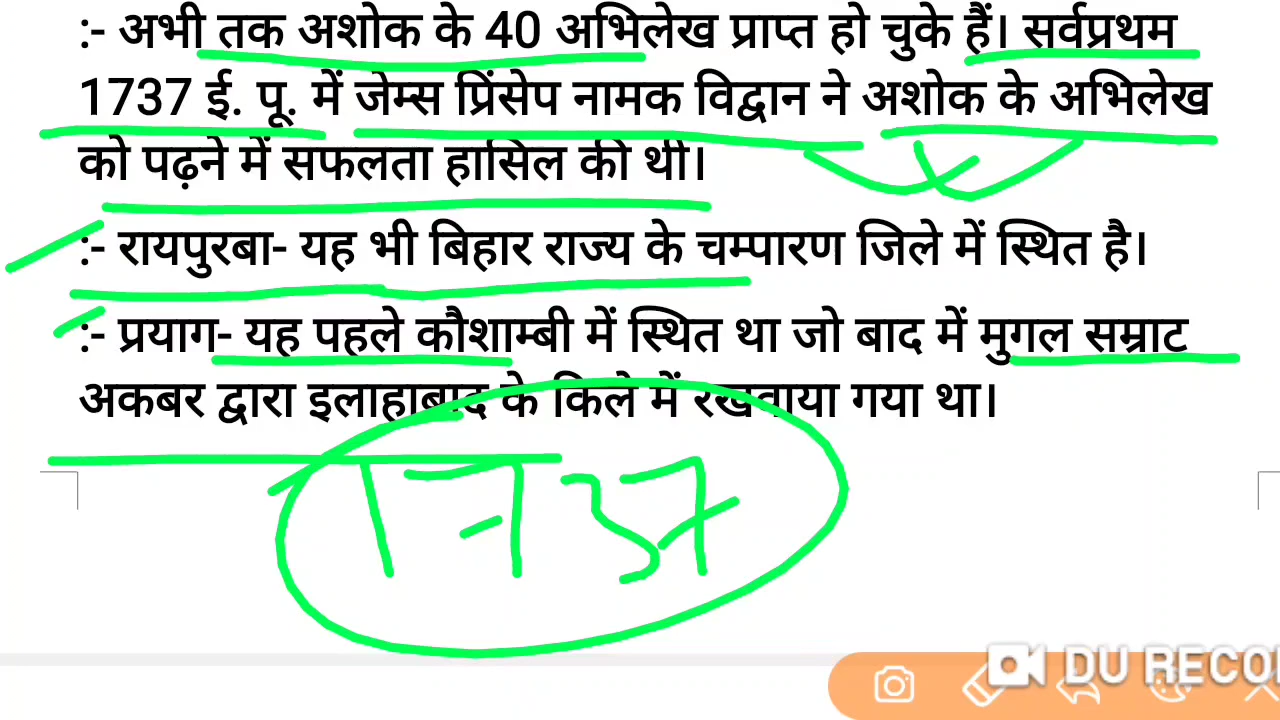 :- अभी तक अशोक के 40 अभिलेख प्राप्त हो चुके हैं। सर्वप्रथम
1737 ई. पू. में जेम्स प्रिंसेप नामक विद्वान ने अशोक के अभिलेख
को पढ़ने में सफलता हासिल की थी।
:- रायपुरबा- यह भी बिहार राज्य के चम्पारण जिले में स्थित है।
:- प्रयाग- यह पहले कौशाम्बी में स्थित था जो बाद में मुगल सम्राट
अकबर द्वारा इलाहाबाद के किले में रखवाया गया था।
1737
DU RECO